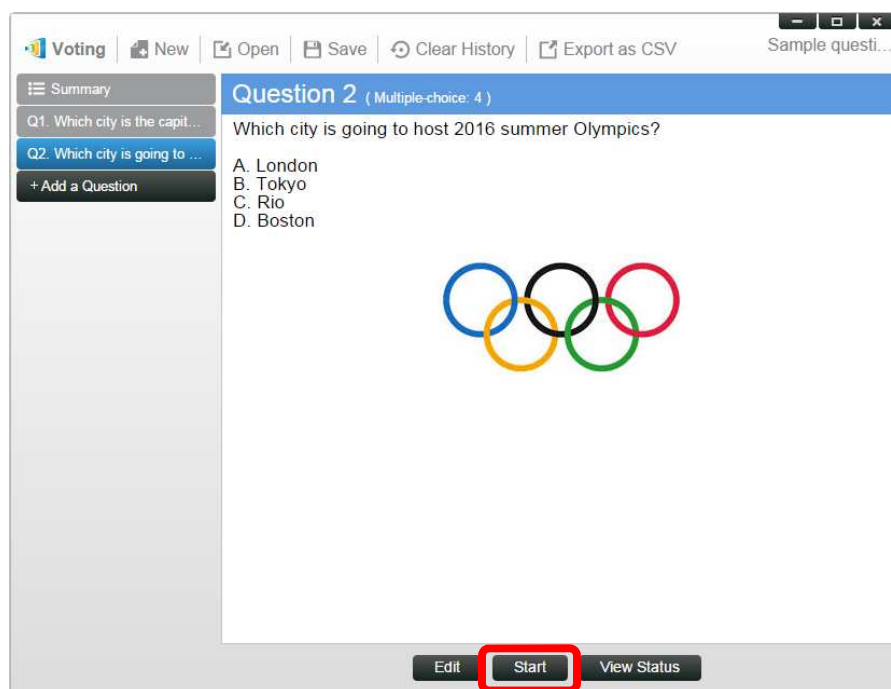 Voting New Open Save Clear History Export as CSV Sample questi...
Summary
Q1. Which city is the capit...
Q2. Which city is going to ...
+ Add a Question
Question 2 ( Multiple-choice: 4 )
Which city is going to host 2016 summer Olympics?
A. London
B. Tokyo
C. Rio
D. Boston
Edit Start View Status